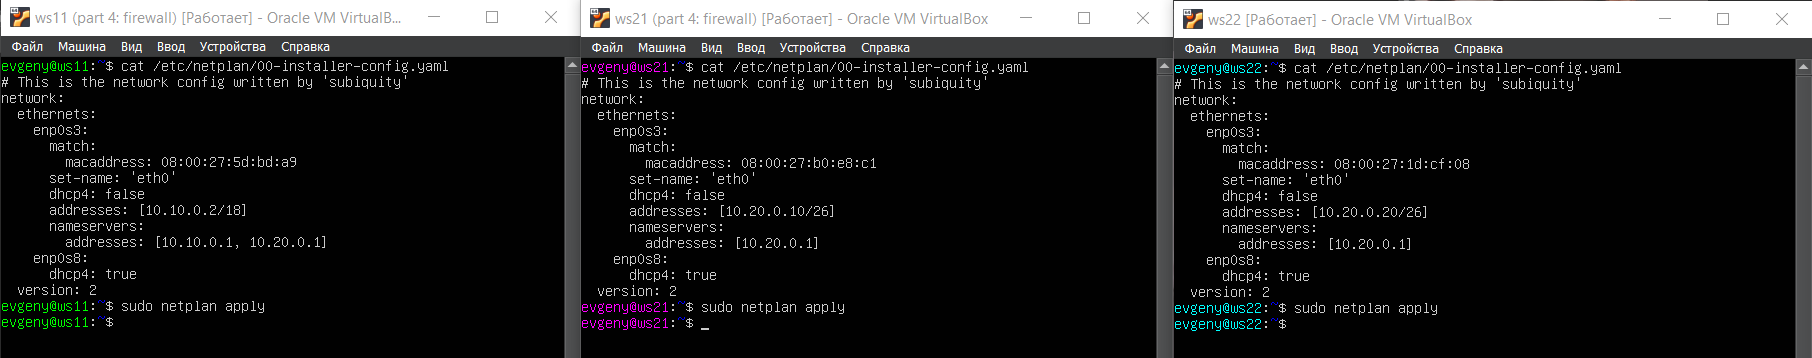 ws11 (part 4: firewall) [Работает] - Oracle VM VirtualB...
Файл Машина Вид Ввод Устройства Справка
evgeny@ws11:~$ cat /etc/netplan/00-installer-config.yaml
# This is the network config written by 'subiquity'
network:
  ethernets:
    enp0s3:
      match:
        macaddress: 08:00:27:5d:bd:a9
      set-name: 'eth0'
      dhcp4: false
      addresses: [10.10.0.2/18]
      nameservers:
        addresses: [10.10.0.1, 10.20.0.1]
    enp0s8:
      dhcp4: true
  version: 2
evgeny@ws11:~$ sudo netplan apply
evgeny@ws11:~$
ws21 (part 4: firewall) [Работает] - Oracle VM VirtualBox
Файл Машина Вид Ввод Устройства Справка
evgeny@ws21:~$ cat /etc/netplan/00-installer-config.yaml
# This is the network config written by 'subiquity'
network:
  ethernets:
    enp0s3:
      match:
        macaddress: 08:00:27:b0:e8:c1
      set-name: 'eth0'
      dhcp4: false
      addresses: [10.20.0.10/26]
      nameservers:
        addresses: [10.20.0.1]
    enp0s8:
      dhcp4: true
  version: 2
evgeny@ws21:~$ sudo netplan apply
evgeny@ws21:~$ _
ws22 [Работает] - Oracle VM VirtualBox
Файл Машина Вид Ввод Устройства Справка
evgeny@ws22:~$ cat /etc/netplan/00-installer-config.yaml
# This is the network config written by 'subiquity'
network:
  ethernets:
    enp0s3:
      match:
        macaddress: 08:00:27:1d:cf:08
      set-name: 'eth0'
      dhcp4: false
      addresses: [10.20.0.20/26]
      nameservers:
        addresses: [10.20.0.1]
    enp0s8:
      dhcp4: true
  version: 2
evgeny@ws22:~$ sudo netplan apply
evgeny@ws22:~$